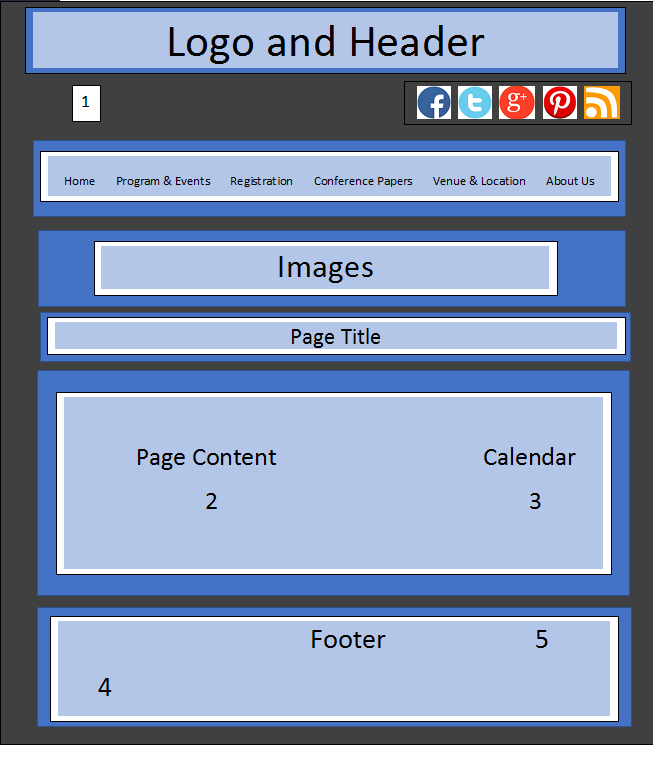 Logo and Header
1
f t g+ p
Home Program & Events Registration Conference Papers Venue & Location About Us
Images
Page Title
Page Content Calendar
2 3
Footer 5
4